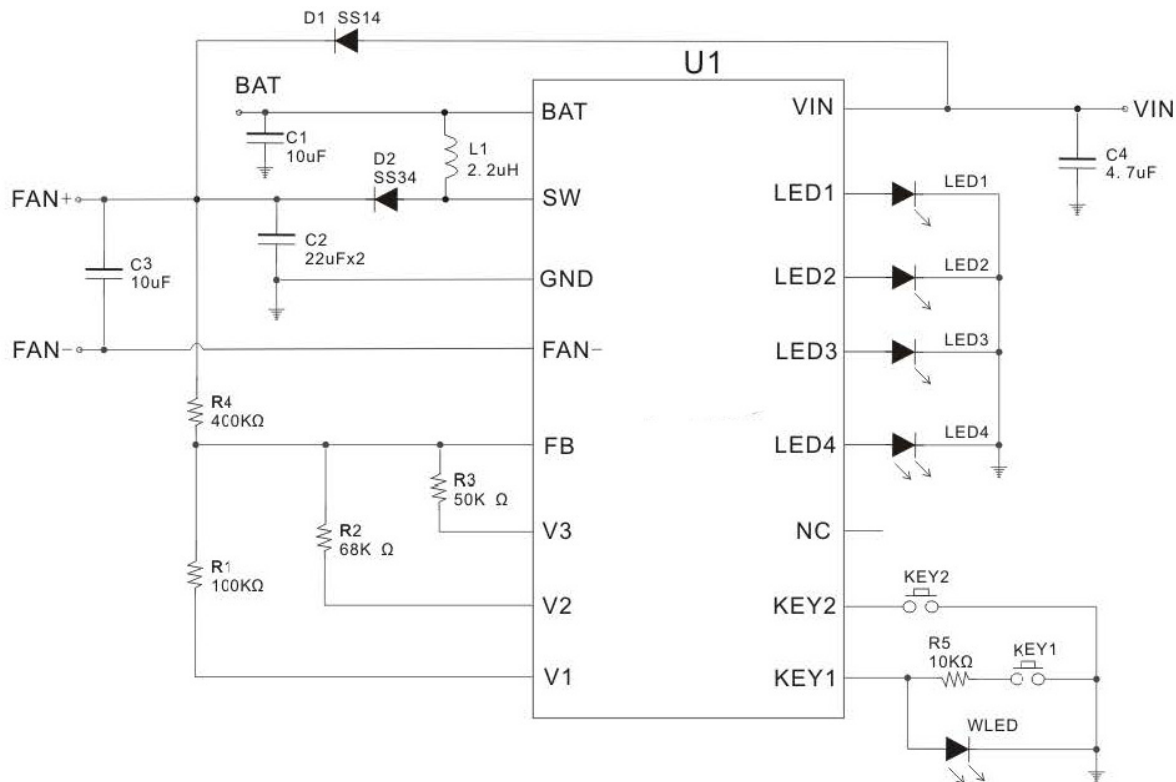 D1 SS14
U1
BAT
BAT
VIN
VIN
C1
10uF
L1
2.2uH
C4
4.7uF
D2
SS34
FAN+
SW
LED1
LED1
C2
22uFx2
C3
10uF
GND
LED2
LED2
FAN-
FAN-
LED3
LED3
R4
400KΩ
FB
LED4
LED4
R3
50K Ω
R2
68K Ω
V3
NC
R1
100KΩ
KEY2
V2
KEY2
R5
10KΩ
KEY1
V1
KEY1
WLED